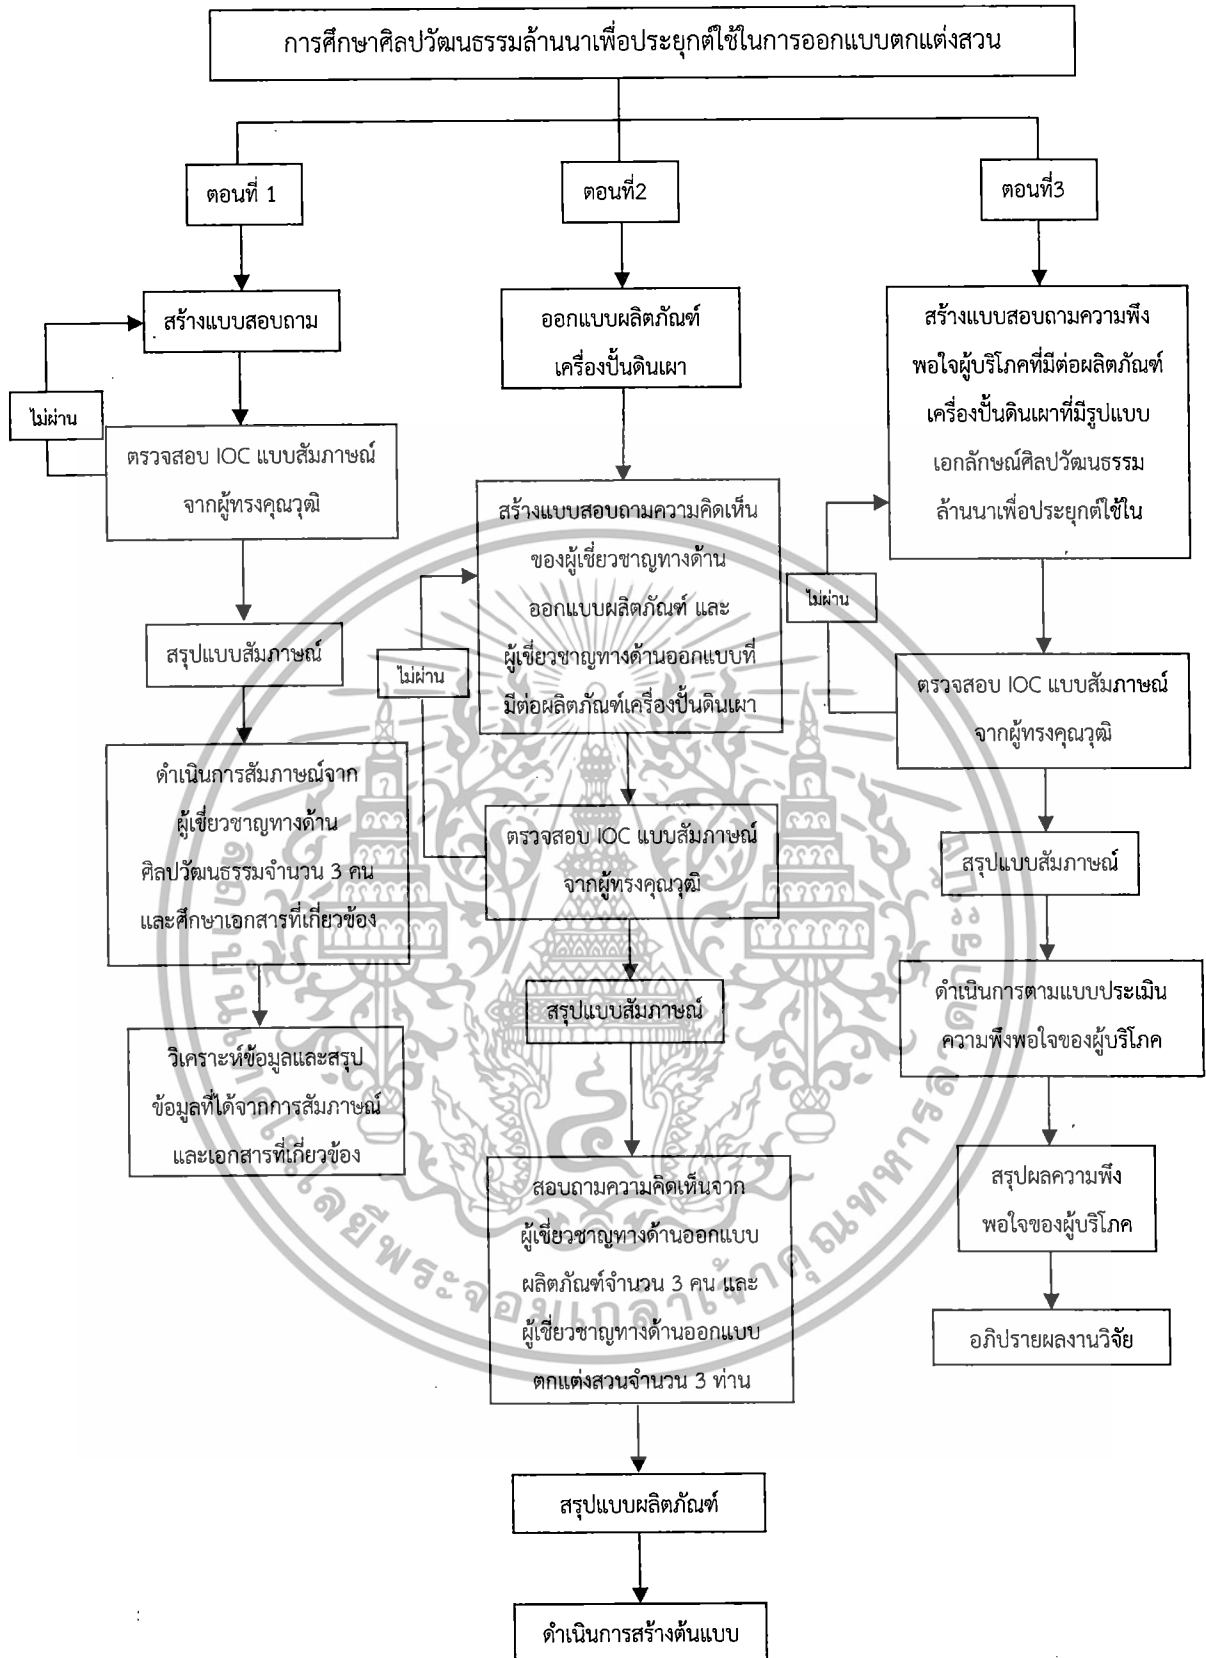 การศึกษาศิลปวัฒนธรรมล้านนาเพื่อประยุกต์ใช้ในการออกแบบตกแต่งสวน
ตอนที่ 1
สร้างแบบสอบถาม
ไม่ผ่าน
ตรวจสอบ IOC แบบสัมภาษณ์
จากผู้ทรงคุณวุฒิ
สรุปแบบสัมภาษณ์
ดำเนินการสัมภาษณ์จาก
ผู้เชี่ยวชาญทางด้าน
ศิลปวัฒนธรรมจำนวน 3 คน
และศึกษาเอกสารที่เกี่ยวข้อง
วิเคราะห์ข้อมูลและสรุป
ข้อมูลที่ได้จากการสัมภาษณ์
และเอกสารที่เกี่ยวข้อง
ตอนที่2
ออกแบบผลิตภัณฑ์
เครื่องปั้นดินเผา
สร้างแบบสอบถามความคิดเห็น
ของผู้เชี่ยวชาญทางด้าน
ออกแบบผลิตภัณฑ์ และ
ผู้เชี่ยวชาญทางด้านออกแบบที่
มีต่อผลิตภัณฑ์เครื่องปั้นดินเผา
ไม่ผ่าน
ตรวจสอบ IOC แบบสัมภาษณ์
จากผู้ทรงคุณวุฒิ
สรุปแบบสัมภาษณ์
สอบถามความคิดเห็นจาก
ผู้เชี่ยวชาญทางด้านออกแบบ
ผลิตภัณฑ์จำนวน 3 คน และ
ผู้เชี่ยวชาญทางด้านออกแบบ
ตกแต่งสวนจำนวน 3 ท่าน
สรุปแบบผลิตภัณฑ์
ดำเนินการสร้างต้นแบบ
ตอนที่3
สร้างแบบสอบถามความพึง
พอใจผู้บริโภคที่มีต่อผลิตภัณฑ์
เครื่องปั้นดินเผาที่มีรูปแบบ
เอกลักษณ์ศิลปวัฒนธรรม
ล้านนาเพื่อประยุกต์ใช้ใน
ไม่ผ่าน
ตรวจสอบ IOC แบบสัมภาษณ์
จากผู้ทรงคุณวุฒิ
สรุปแบบสัมภาษณ์
ดำเนินการตามแบบประเมิน
ความพึงพอใจของผู้บริโภค
สรุปผลความพึง
พอใจของผู้บริโภค
อภิปรายผลงานวิจัย
พระจอมเกล้าเจ้าคุณทหารลาดกระบัง